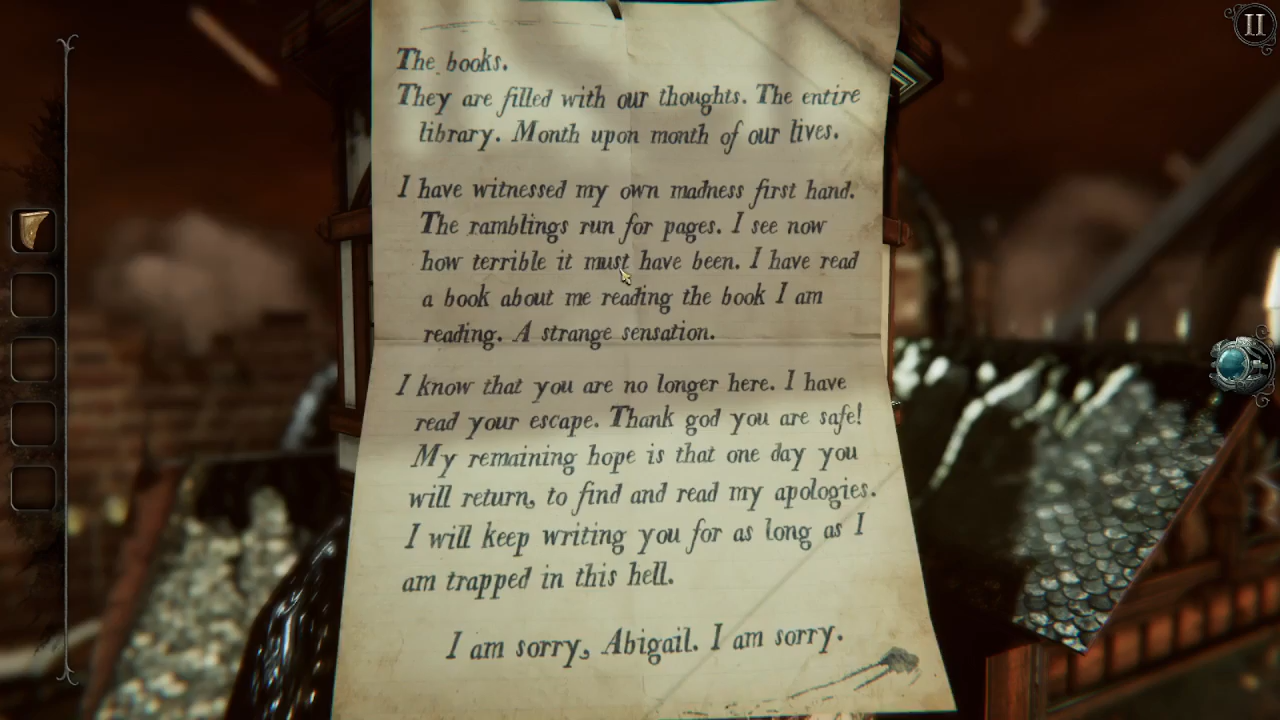 The books.
They are filled with our thoughts. The entire
library. Month upon month of our lives.
I have witnessed my own madness first hand.
The ramblings run for pages. I see now
how terrible it must have been. I have read
a book about me reading the book I am
reading. A strange sensation.
I know that you are no longer here. I have
read your escape. Thank god you are safe!
My remaining hope is that one day you
will return, to find and read my apologies.
I will keep writing you for as long as I
am trapped in this hell.
I am sorry, Abigail. I am sorry.